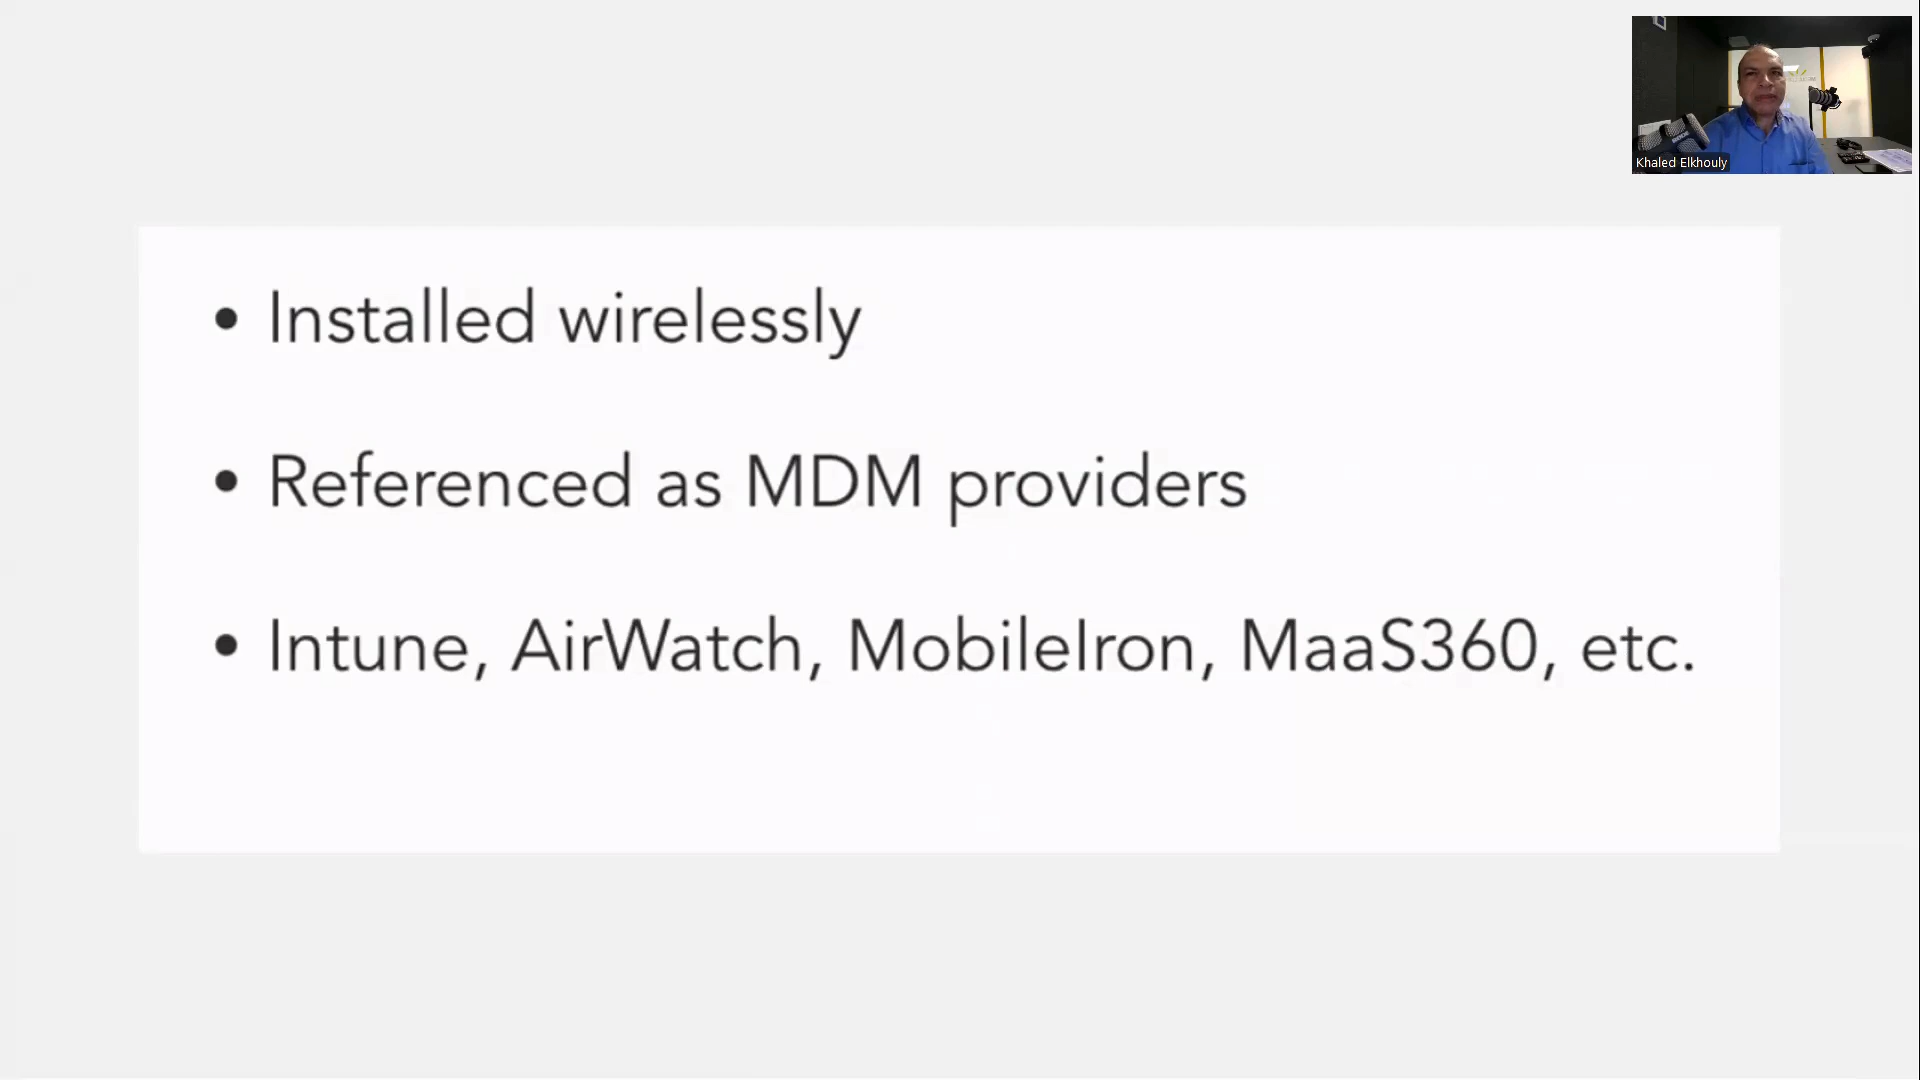 Khaled Elkhouly
• Installed wirelessly
• Referenced as MDM providers
• Intune, AirWatch, MobileIron, MaaS360, etc.